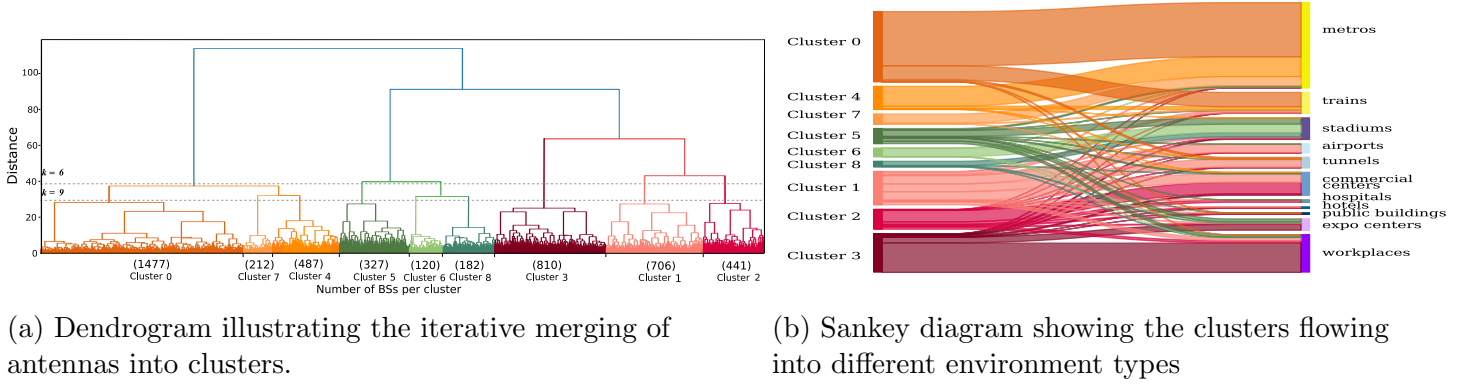 100
80
60
40
20
0
Distance
k = 6
k = 9
(1477)
(212)
(487)
(327)
(120)
(182)
(810)
(706)
(441)
Cluster 0
Cluster 7
Cluster 4
Cluster 5
Cluster 6
Cluster 8
Cluster 3
Cluster 1
Cluster 2
Number of BSs per cluster
(a) Dendrogram illustrating the iterative merging of
antennas into clusters.
Cluster 0
Cluster 4
Cluster 7
Cluster 5
Cluster 6
Cluster 8
Cluster 1
Cluster 2
Cluster 3
metros
trains
stadiums
airports
tunnels
commercial
centers
hospitals
hotels
public buildings
expo centers
workplaces
(b) Sankey diagram showing the clusters flowing
into different environment types